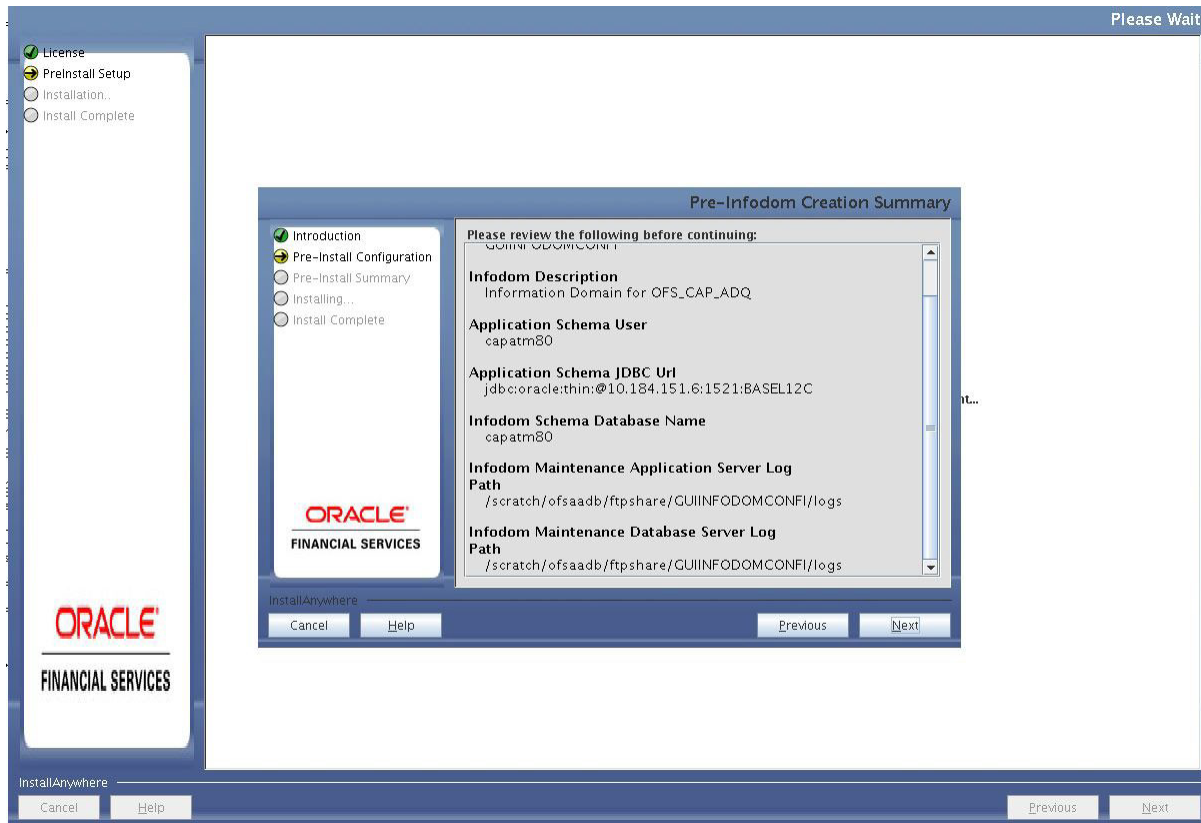 Please Wait
License
PreInstall Setup
Installation..
Install Complete
Pre-Infodom Creation Summary
Introduction
Pre-Install Configuration
Pre-Install Summary
Installing...
Install Complete
Please review the following before continuing:
GUIINFODOMCONFI
Infodom Description
Information Domain for OFS_CAP_ADQ
Application Schema User
capatm80
Application Schema JDBC Url
jdbc:oracle:thin:@10.184.151.6:1521:BASEL12C
Infodom Schema Database Name
capatm80
Infodom Maintenance Application Server Log
Path
/scratch/ofsaadb/ftpshare/GUIINFODOMCONFI/logs
Infodom Maintenance Database Server Log
Path
/scratch/ofsaadb/ftpshare/GUIINFODOMCONFI/logs
ORACLE'
FINANCIAL SERVICES
InstallAnywhere
Cancel
Help
Previous
Next
ORACLE'
FINANCIAL SERVICES
InstallAnywhere
Cancel
Help
Previous
Next